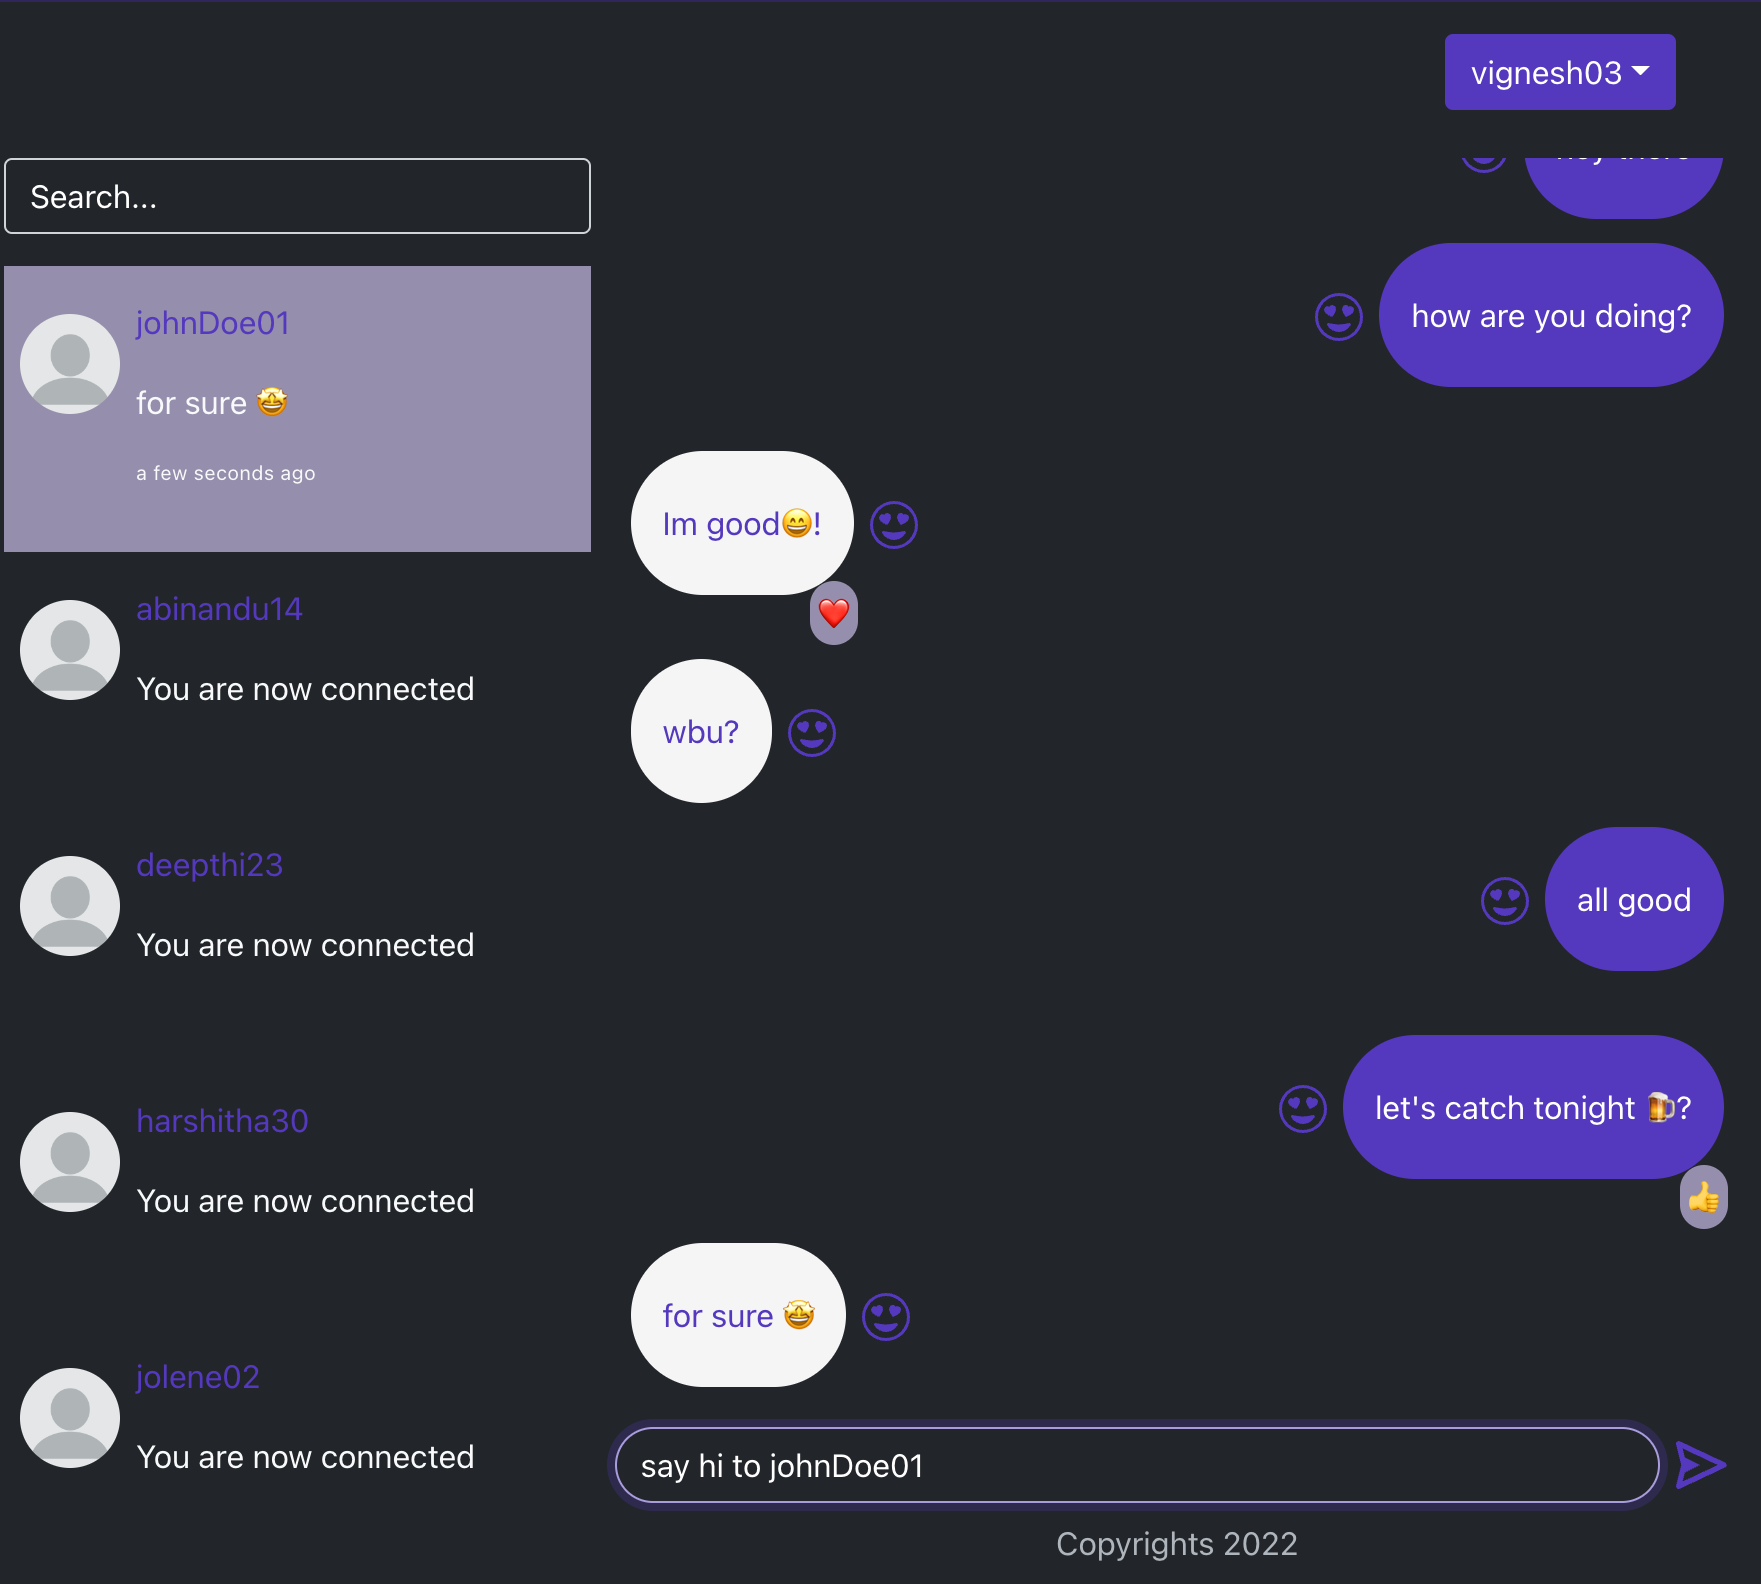 vignesh03
Search...
johnDoe01
for sure 🤩
a few seconds ago
abinandu14
You are now connected
deepthi23
You are now connected
harshitha30
You are now connected
jolene02
You are now connected
hey there
how are you doing?
Im good😄!
❤️
wbu?
all good
let's catch tonight 🍺?
👍
for sure 🤩
say hi to johnDoe01
Copyrights 2022